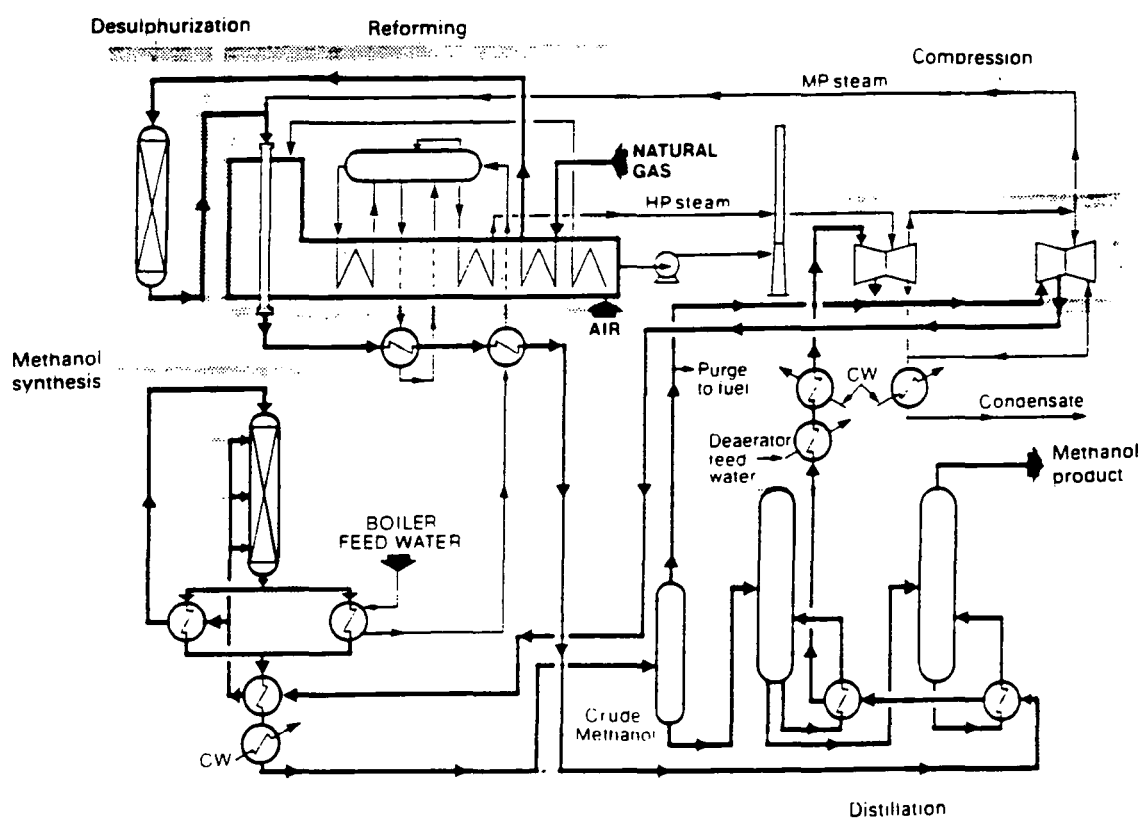 Desulphurization
Reforming
Compression
MP steam
NATURAL
GAS
HP steam
AIR
Methanol
synthesis
Purge
to fuel
CW
Condensate
Deaerator
feed
water
Methanol
product
BOILER
FEED WATER
Crude
Methanol
CW
Distillation